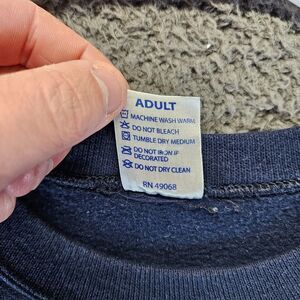 ADULT
MACHINE WASH WARM
DO NOT BLEACH
TUMBLE DRY MEDIUM
DO NOT IRON IF
DECORATED
DO NOT DRY CLEAN
RN 49068